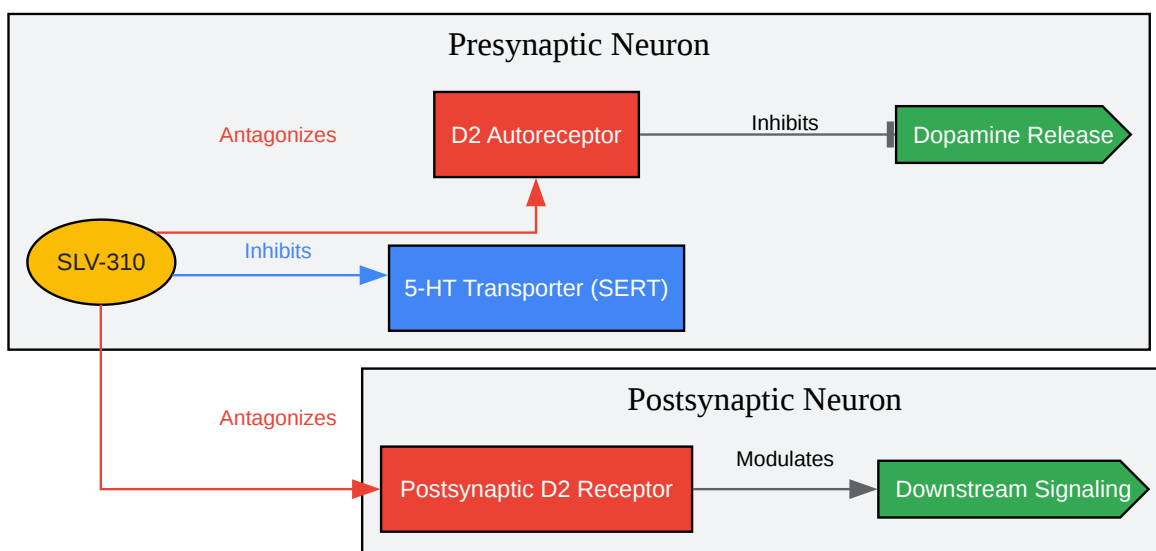 Presynaptic Neuron
Antagonizes
D2 Autoreceptor
Inhibits
Dopamine Release
SLV-310
Inhibits
5-HT Transporter (SERT)
Postsynaptic Neuron
Antagonizes
Postsynaptic D2 Receptor
Modulates
Downstream Signaling